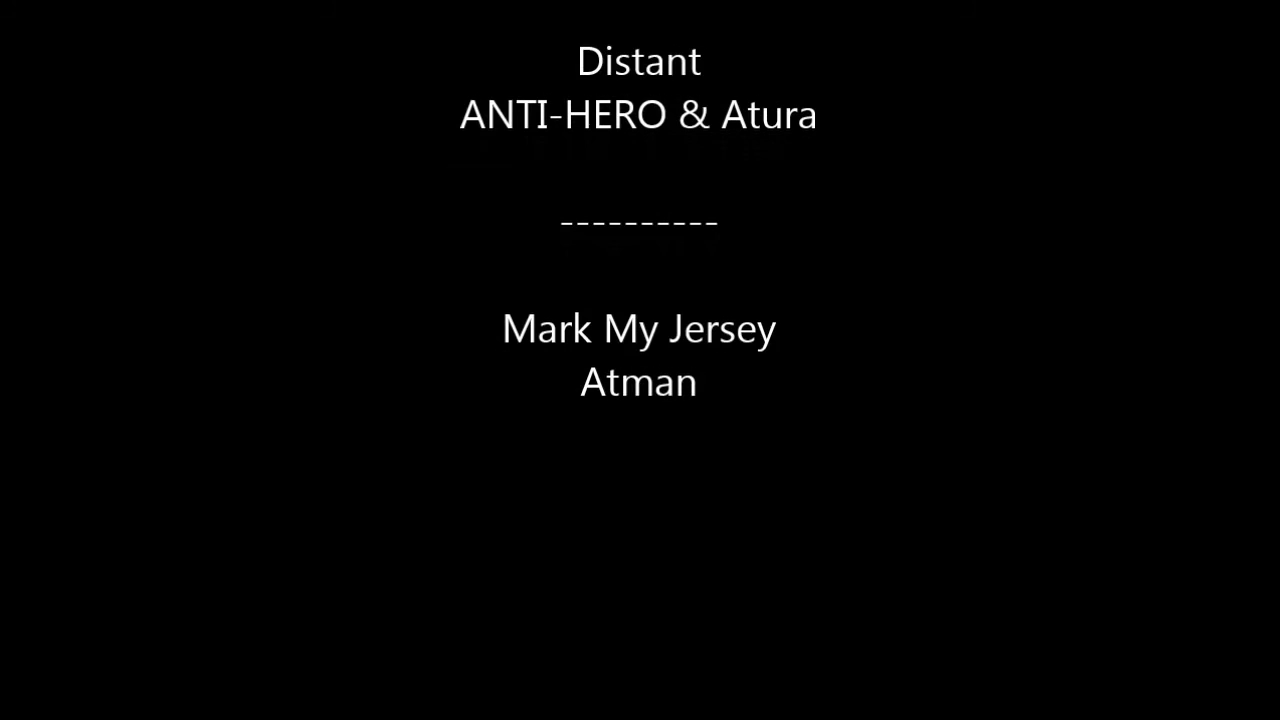 Distant
ANTI-HERO & Atura
----------
Mark My Jersey
Atman